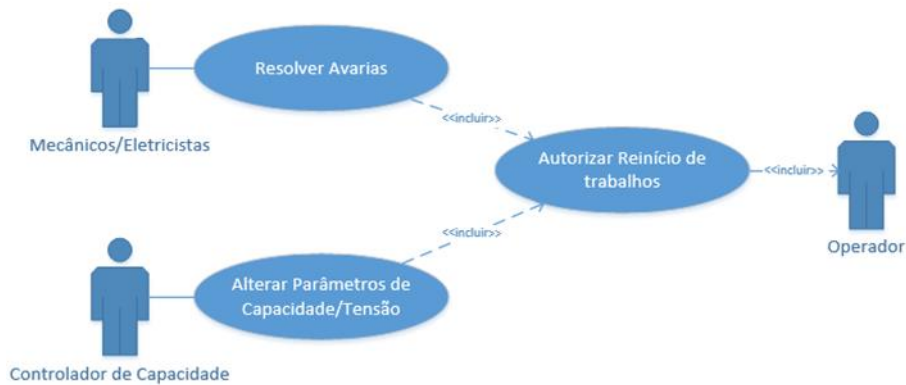 Resolver Avarias
<<incluir>>
Mecânicos/Eletricistas
Autorizar Reinício de
trabalhos
<<incluir>>
<<incluir>>
Operador
Alterar Parâmetros de
Capacidade/Tensão
Controlador de Capacidade